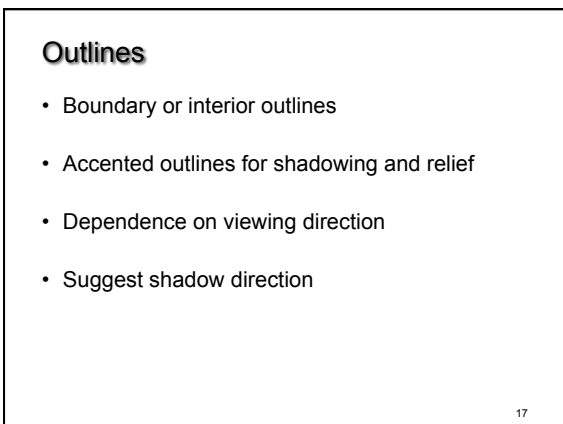 Outlines
• Boundary or interior outlines
• Accented outlines for shadowing and relief
• Dependence on viewing direction
• Suggest shadow direction
17